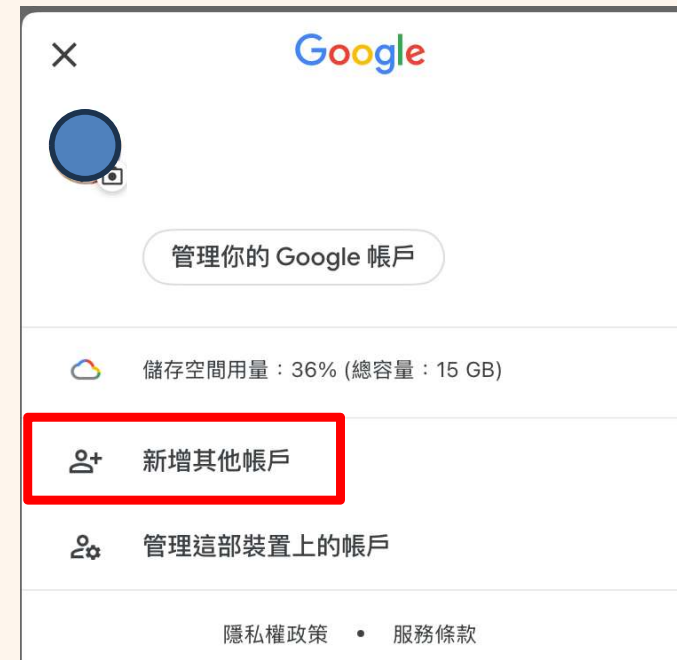 Google
管理你的 Google 帳戶
儲存空間用量：36% (總容量：15 GB)
新增其他帳戶
管理這部裝置上的帳戶
隱私權政策 • 服務條款